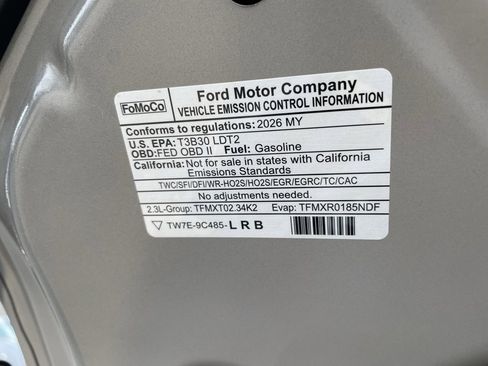 FoMoCo
Ford Motor Company
VEHICLE EMISSION CONTROL INFORMATION
Conforms to regulations: 2026 MY
U.S. EPA: T3B30 LDT2
OBD: FED OBD II Fuel: Gasoline
California: Not for sale in states with California
Emissions Standards
TWC/SFI/DFI/WR-HO2S/HO2S/EGR/EGRC/TC/CAC
No adjustments needed.
2.3L-Group: TFMXT02.34K2 Evap: TFMXR0185NDF
TW7E-9C485- L R B